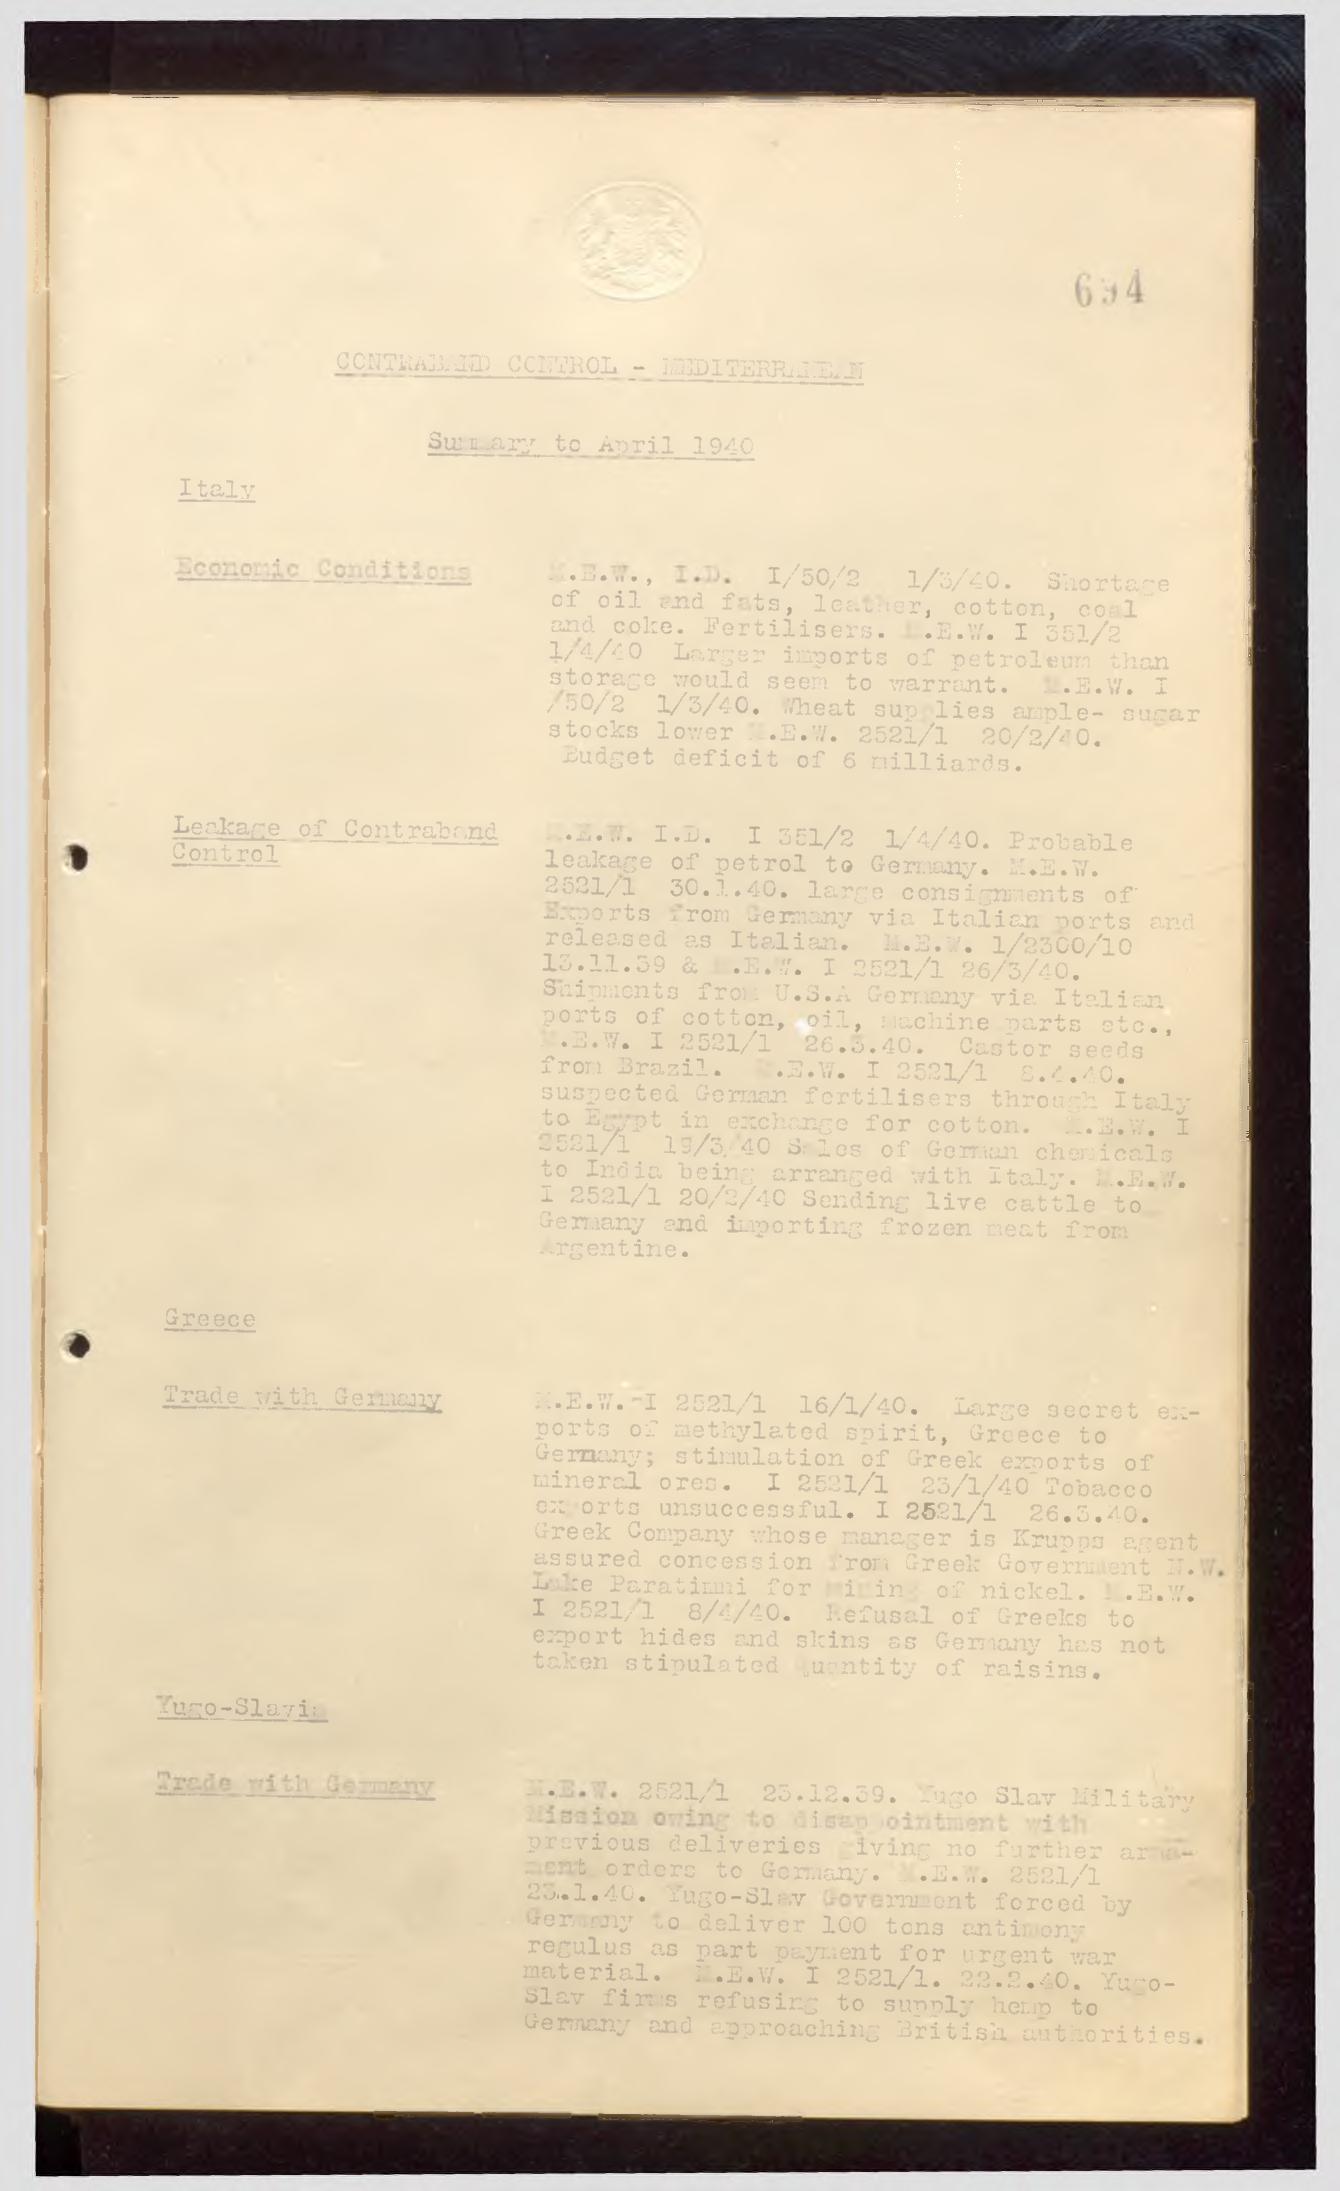 694
CONTRABAND CONTROL - MEDITERRANEAN
Summary to April 1940
Italy
Economic Conditions
M.E.W., I.D. I/50/2 1/3/40. Shortage
of oil and fats, leather, cotton, coal
and coke. Fertilisers. M.E.W. I 351/2
1/4/40 Larger imports of petroleum than
storage would seem to warrant. M.E.W. I
/50/2 1/3/40. Wheat supplies ample- sugar
stocks lower M.E.W. 2521/1 20/2/40.
Budget deficit of 6 milliards.
Leakage of Contraband
Control
M.E.W. I.D. I 351/2 1/4/40. Probable
leakage of petrol to Germany. M.E.W.
2521/1 30.1.40. large consignments of
Exports from Germany via Italian ports and
released as Italian. M.E.W. 1/2300/10
13.11.39 & M.E.W. I 2521/1 26/3/40.
Shipments from U.S.A Germany via Italian
ports of cotton, oil, machine parts etc.,
M.E.W. I 2521/1 26.3.40. Castor seeds
from Brazil. M.E.W. I 2521/1 8.4.40.
suspected German fertilisers through Italy
to Egypt in exchange for cotton. M.E.W. I
2521/1 19/3/40 Sales of German chemicals
to India being arranged with Italy. M.E.W.
I 2521/1 20/2/40 Sending live cattle to
Germany and importing frozen meat from
Argentine.
Greece
Trade with Germany
M.E.W.-I 2521/1 16/1/40. Large secret ex-
ports of methylated spirit, Greece to
Germany; stimulation of Greek exports of
mineral ores. I 2521/1 23/1/40 Tobacco
exports unsuccessful. I 2521/1 26.3.40.
Greek Company whose manager is Krupps agent
assured concession from Greek Government N.W.
Lake Paratimni for mining of nickel. M.E.W.
I 2521/1 8/4/40. Refusal of Greeks to
export hides and skins as Germany has not
taken stipulated quantity of raisins.
Yugo-Slavia
Trade with Germany
M.E.W. 2521/1 23.12.39. Yugo Slav Military
Mission owing to disappointment with
previous deliveries giving no further arma-
ment orders to Germany. M.E.W. 2521/1
23.1.40. Yugo-Slav Government forced by
Germany to deliver 100 tons antimony
regulus as part payment for urgent war
material. M.E.W. I 2521/1. 22.2.40. Yugo-
Slav firms refusing to supply hemp to
Germany and approaching British authorities.